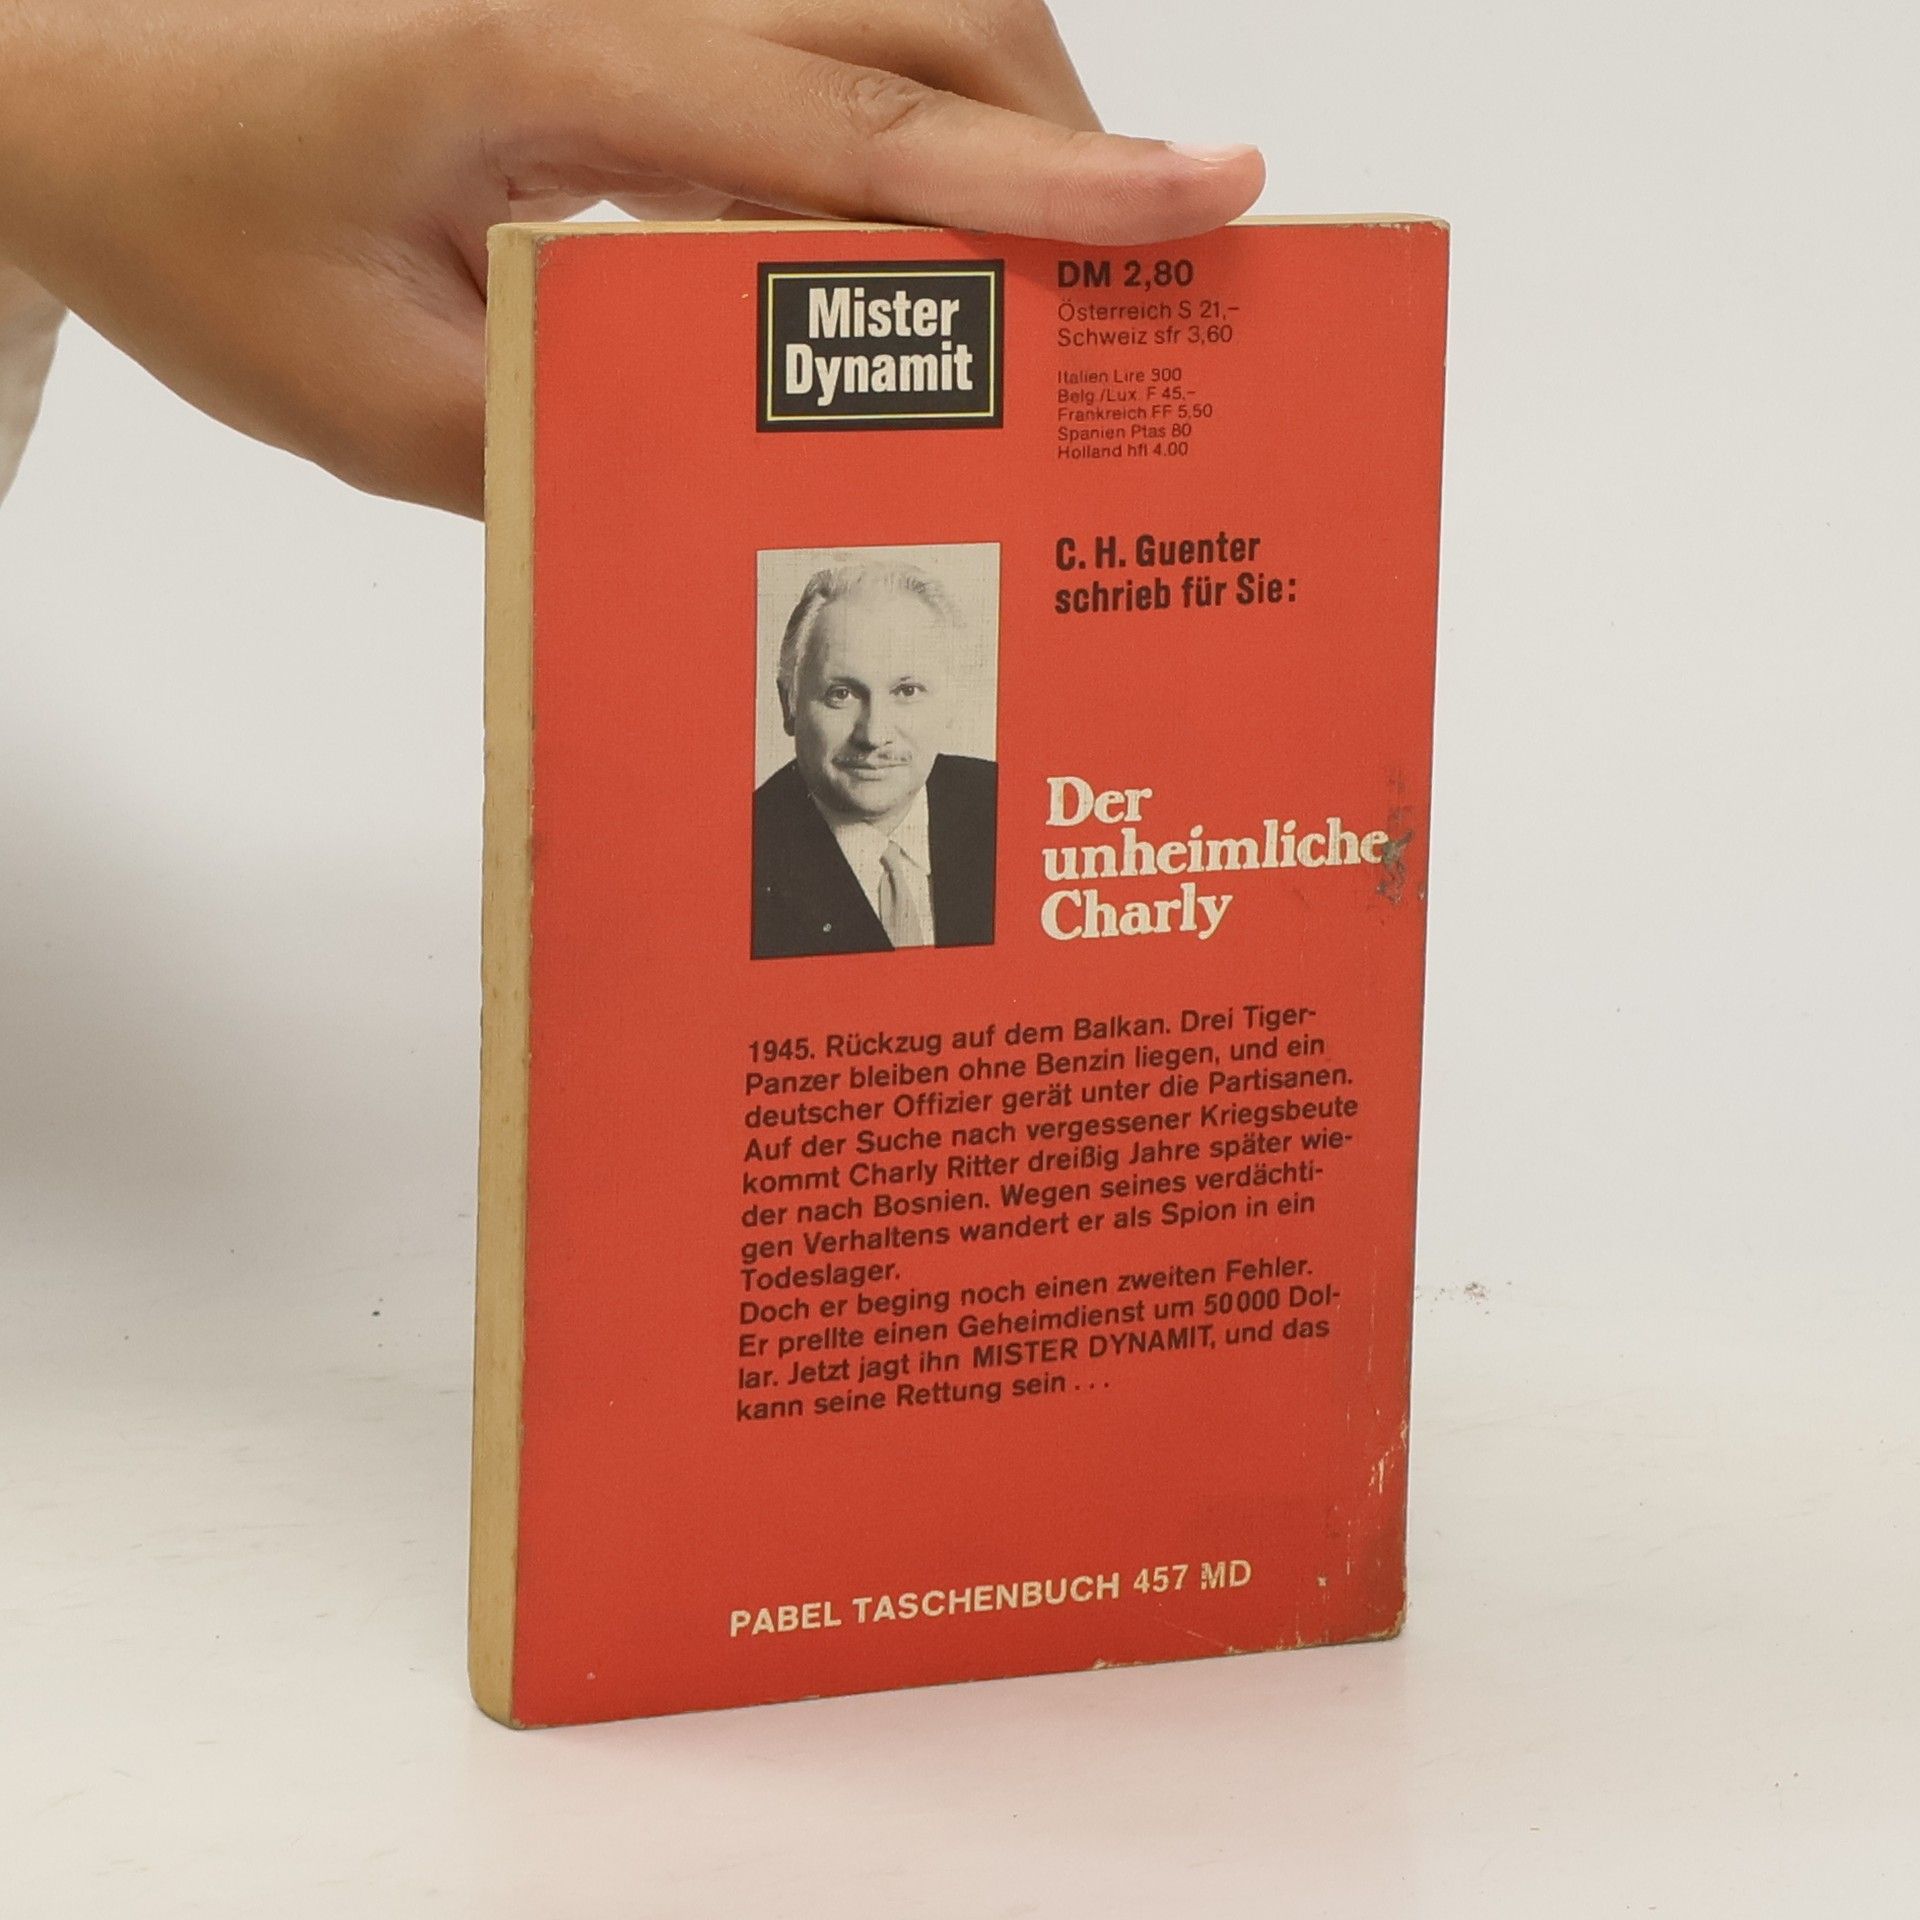 Mister
Dynamit
DM 2,80
Österreich S 21,–
Schweiz sfr 3,60
Italien Lire 900
Belg./Lux. F 45,–
Frankreich FF 5,50
Spanien Ptas 80
Holland hfl 4.00
C. H. Guenter
schrieb für Sie:
Der
unheimliche
Charly
1945. Rückzug auf dem Balkan. Drei Tiger-
Panzer bleiben ohne Benzin liegen, und ein
deutscher Offizier gerät unter die Partisanen.
Auf der Suche nach vergessener Kriegsbeute
kommt Charly Ritter dreißig Jahre später wie-
der nach Bosnien. Wegen seines verdächti-
gen Verhaltens wandert er als Spion in ein
Todeslager.
Doch er beging noch einen zweiten Fehler.
Er prellte einen Geheimdienst um 50000 Dol-
lar. Jetzt jagt ihn MISTER DYNAMIT, und das
kann seine Rettung sein . . .
PABEL TASCHENBUCH 457 MD